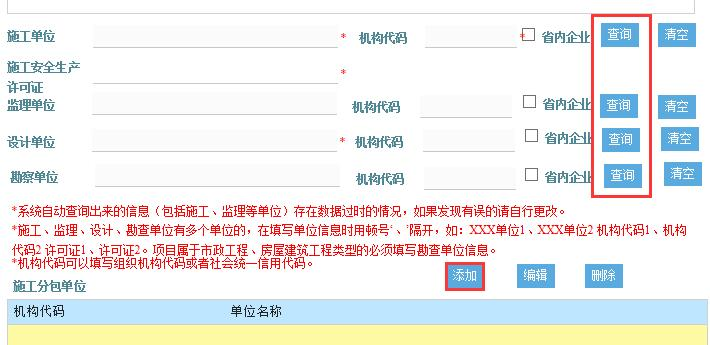 施工单位 * 机构代码 * 省内企业 查询 清空
施工安全生产
许可证 *
监理单位 机构代码 省内企业 查询 清空
设计单位 * 机构代码 省内企业 查询 清空
勘察单位 机构代码 省内企业 查询 清空
*系统自动查询出来的信息（包括施工、监理等单位）存在数据过时的情况，如果发现有误的请自行更改。
*施工、监理、设计、勘查单位有多个单位的，在填写单位信息时用顿号‘、’隔开，如：XXX单位1、XXX单位2 机构代码1、机构
代码2 许可证1、许可证2。项目属于市政工程、房屋建筑工程类型的必须填写勘查单位信息。
*机构代码可以填写组织机构代码或者社会统一信用代码。
施工分包单位 添加 编辑 删除
机构代码 单位名称